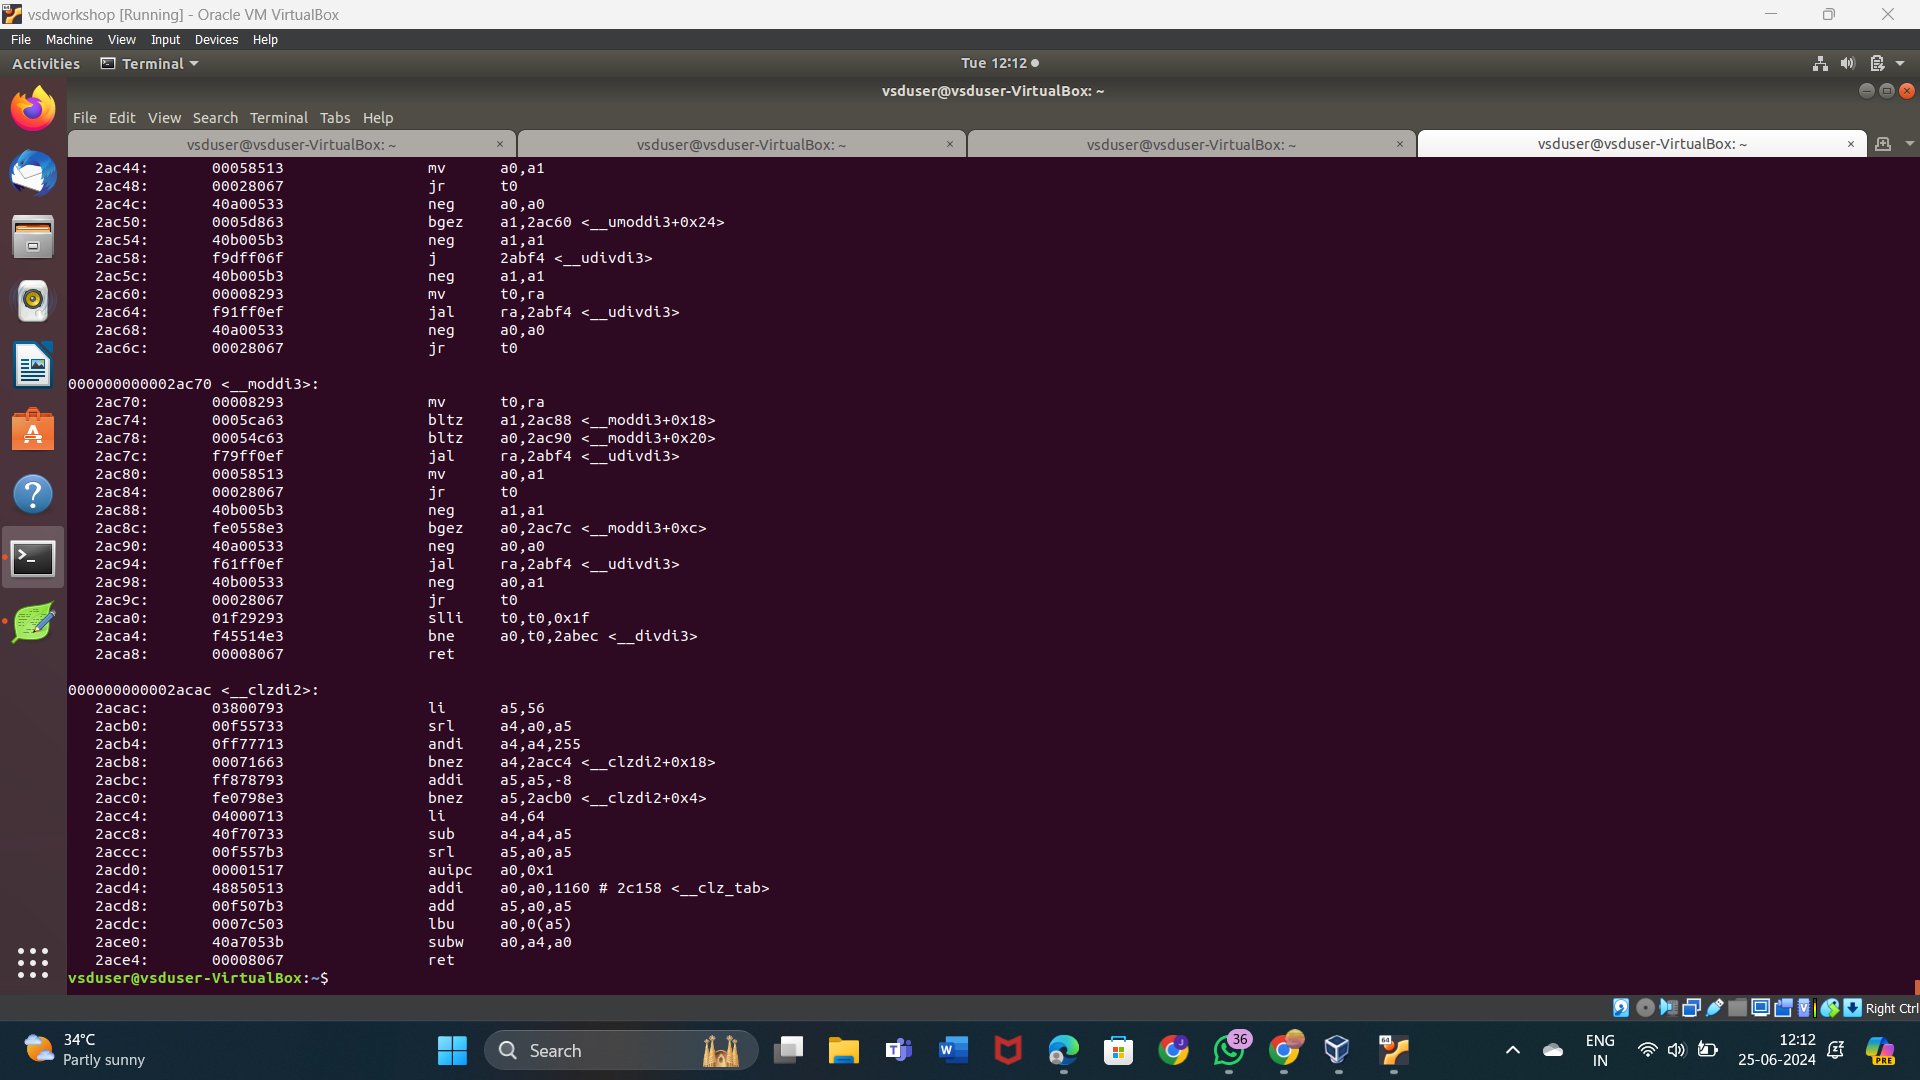 vsdworkshop [Running] - Oracle VM VirtualBox
File Machine View Input Devices Help
Activities Terminal Tue 12:12
vsduser@vsduser-VirtualBox: ~
File Edit View Search Terminal Tabs Help
vsduser@vsduser-VirtualBox: ~ × vsduser@vsduser-VirtualBox: ~ × vsduser@vsduser-VirtualBox: ~ × vsduser@vsduser-VirtualBox: ~ ×
2ac44: 00058513 mv a0,a1
2ac48: 00028067 jr t0
2ac4c: 40a00533 neg a0,a0
2ac50: 0005d863 bgez a1,2ac60 <__umoddi3+0x24>
2ac54: 40b005b3 neg a1,a1
2ac58: f9dff06f j 2abf4 <__udivdi3>
2ac5c: 40b005b3 neg a1,a1
2ac60: 00008293 mv t0,ra
2ac64: f91ff0ef jal ra,2abf4 <__udivdi3>
2ac68: 40a00533 neg a0,a0
2ac6c: 00028067 jr t0
000000000002ac70 <__moddi3>:
2ac70: 00008293 mv t0,ra
2ac74: 0005ca63 bltz a1,2ac88 <__moddi3+0x18>
2ac78: 00054c63 bltz a0,2ac90 <__moddi3+0x20>
2ac7c: f79ff0ef jal ra,2abf4 <__udivdi3>
2ac80: 00058513 mv a0,a1
2ac84: 00028067 jr t0
2ac88: 40b005b3 neg a1,a1
2ac8c: fe0558e3 bgez a0,2ac7c <__moddi3+0xc>
2ac90: 40a00533 neg a0,a0
2ac94: f61ff0ef jal ra,2abf4 <__udivdi3>
2ac98: 40b00533 neg a0,a1
2ac9c: 00028067 jr t0
2aca0: 01f29293 slli t0,t0,0x1f
2aca4: f45514e3 bne a0,t0,2abec <__divdi3>
2aca8: 00008067 ret
000000000002acac <__clzdi2>:
2acac: 03800793 li a5,56
2acb0: 00f55733 srl a4,a0,a5
2acb4: 0ff77713 andi a4,a4,255
2acb8: 00071663 bnez a4,2acc4 <__clzdi2+0x18>
2acbc: ff878793 addi a5,a5,-8
2acc0: fe0798e3 bnez a5,2acb0 <__clzdi2+0x4>
2acc4: 04000713 li a4,64
2acc8: 40f70733 sub a4,a4,a5
2accc: 00f557b3 srl a5,a0,a5
2acd0: 00001517 auipc a0,0x1
2acd4: 48850513 addi a0,a0,1160 # 2c158 <__clz_tab>
2acd8: 00f507b3 add a5,a0,a5
2acdc: 0007c503 lbu a0,0(a5)
2ace0: 40a7053b subw a0,a4,a0
2ace4: 00008067 ret
vsduser@vsduser-VirtualBox:~$
Right Ctrl
34°C
Partly sunny
Search
36
ENG
IN
12:12
25-06-2024
PRE